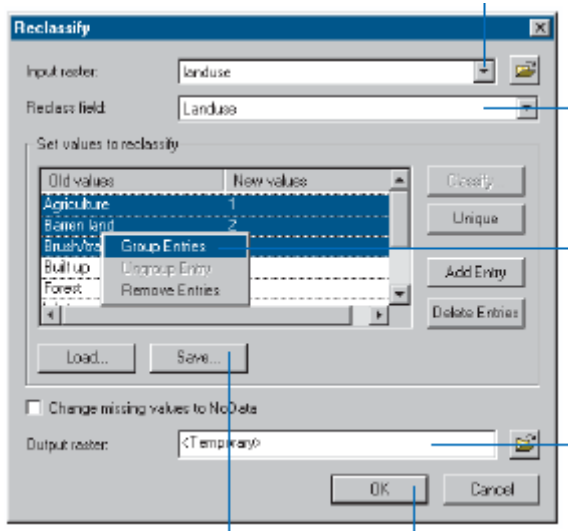 Reclassify
Input raster: landuse
Reclass field: Landuse
Set values to reclassify
Old values New values
Classify
Agriculture 1
Unique
Barren land 2
Brush/tra
Group Entries
Built up
Ungroup Entry
Add Entry
Forest
Remove Entries
Delete Entries
Load... Save...
Change missing values to NoData
Output raster: <Temporary>
OK Cancel